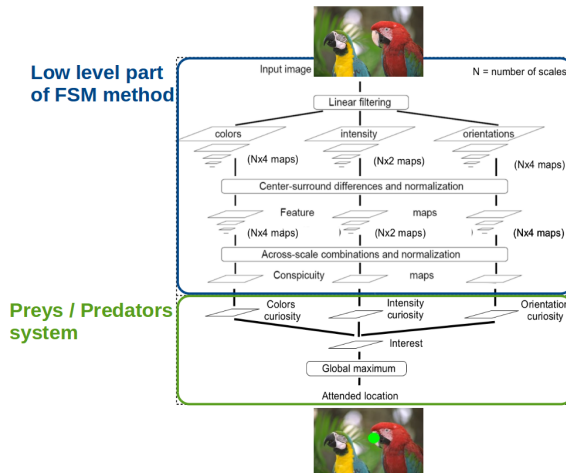 Low level part
of FSM method
Input image
N = number of scales
Linear filtering
colors
intensity
orientations
(Nx4 maps)
(Nx2 maps)
(Nx4 maps)
Center-surround differences and normalization
Feature
maps
(Nx4 maps)
(Nx2 maps)
(Nx4 maps)
Across-scale combinations and normalization
Conspicuity
maps
Preys / Predators
system
Colors
curiosity
Intensity
curiosity
Orientation
curiosity
Interest
Global maximum
Attended location